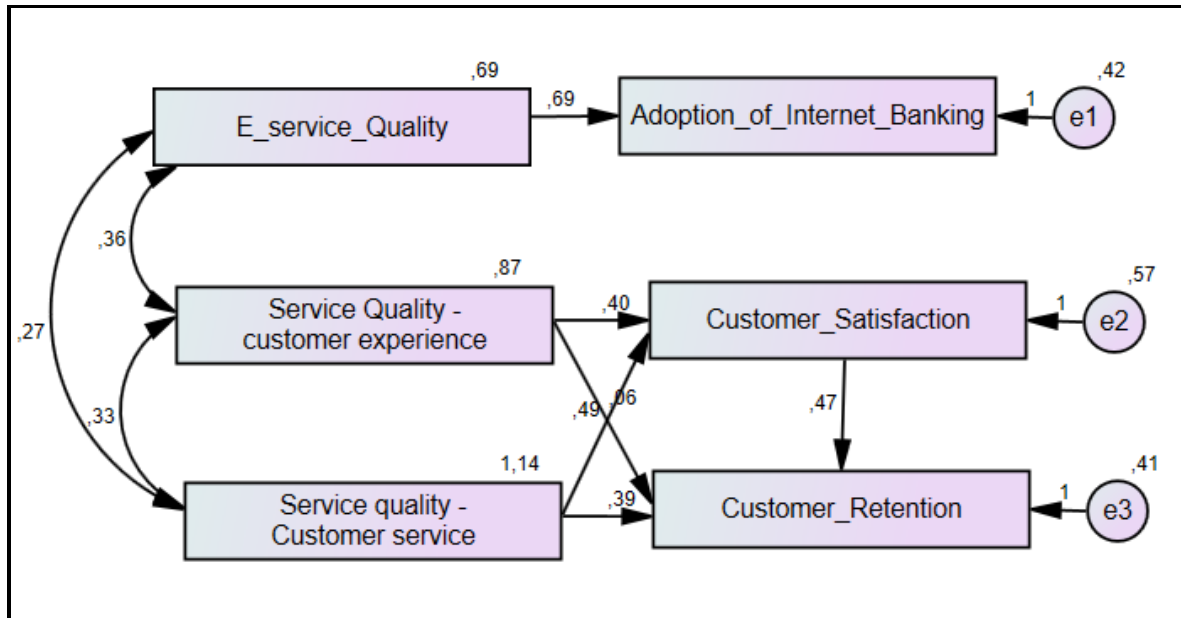 ,69
,42
E_service_Quality
,69
Adoption_of_Internet_Banking
1
e1
,36
,87
,57
Service Quality -
customer experience
,40
Customer_Satisfaction
1
e2
,27
,33
,49
,06
,47
1,14
,41
Service quality -
Customer service
,39
Customer_Retention
1
e3